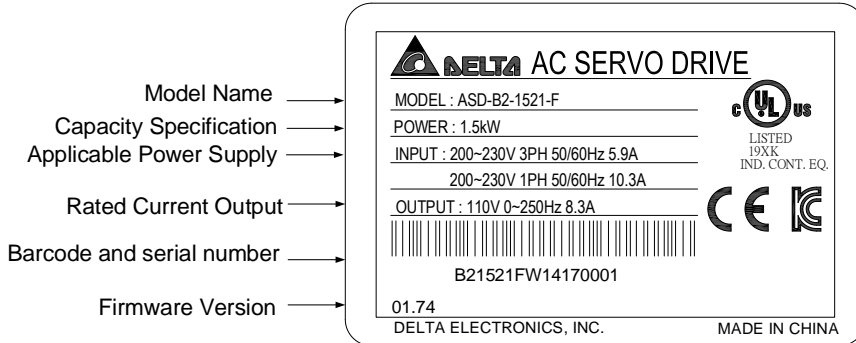 DELTA AC SERVO DRIVE
Model Name
MODEL : ASD-B2-1521-F
Capacity Specification
POWER : 1.5kW
Applicable Power Supply
INPUT : 200~230V 3PH 50/60Hz 5.9A
200~230V 1PH 50/60Hz 10.3A
Rated Current Output
OUTPUT : 110V 0~250Hz 8.3A
Barcode and serial number
B21521FW14170001
Firmware Version
01.74
DELTA ELECTRONICS, INC.
MADE IN CHINA
C UL US
LISTED
19XK
IND. CONT. EQ.
CE